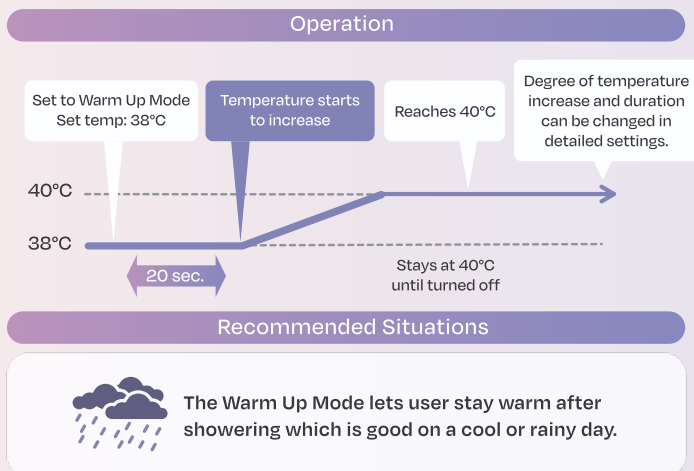 Operation
Set to Warm Up Mode
Set temp: 38°C
Temperature starts
to increase
Reaches 40°C
Degree of temperature
increase and duration
can be changed in
detailed settings.
40°C
38°C
20 sec.
Stays at 40°C
until turned off
Recommended Situations
The Warm Up Mode lets user stay warm after
showering which is good on a cool or rainy day.